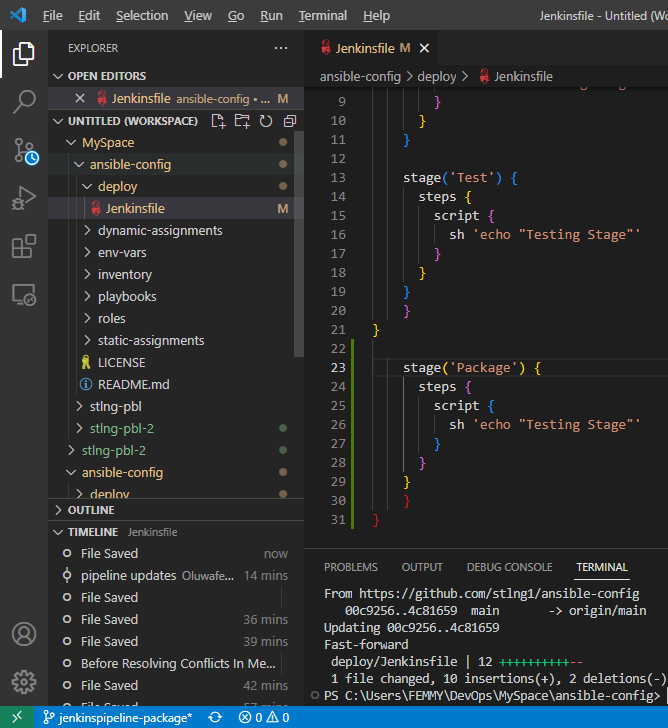 File Edit Selection View Go Run Terminal Help Jenkinsfile - Untitled (Workspace
EXPLORER
OPEN EDITORS
Jenkinsfile ansible-config • ... M
UNTITLED (WORKSPACE)
MySpace
ansible-config
deploy
Jenkinsfile M
dynamic-assignments
env-vars
inventory
playbooks
roles
static-assignments
LICENSE
README.md
stlng-pbl
stlng-pbl-2
stlng-pbl-2
ansible-config
deploy
OUTLINE
TIMELINE Jenkinsfile
File Saved now
pipeline updates Oluwafe... 14 mins
File Saved
File Saved 36 mins
File Saved 39 mins
Before Resolving Conflicts In Me...
File Saved 42 mins
Jenkinsfile M
ansible-config > deploy > Jenkinsfile
9 }
10 }
11 }
12
13 stage('Test') {
14 steps {
15 script {
16 sh 'echo "Testing Stage"'
17 }
18 }
19 }
20 }
21 }
22
23 stage('Package') {
24 steps {
25 script {
26 sh 'echo "Testing Stage"'
27 }
28 }
29 }
30 }
31 }
PROBLEMS OUTPUT DEBUG CONSOLE TERMINAL
From https://github.com/stlng1/ansible-config
00c9256..4c81659 main -> origin/main
Updating 00c9256..4c81659
Fast-forward
deploy/Jenkinsfile | 12 ++++++++++--
1 file changed, 10 insertions(+), 2 deletions(-)
PS C:\Users\FEMMY\DevOps\MySpace\ansible-config>
jenkinspipeline-package* 0 0